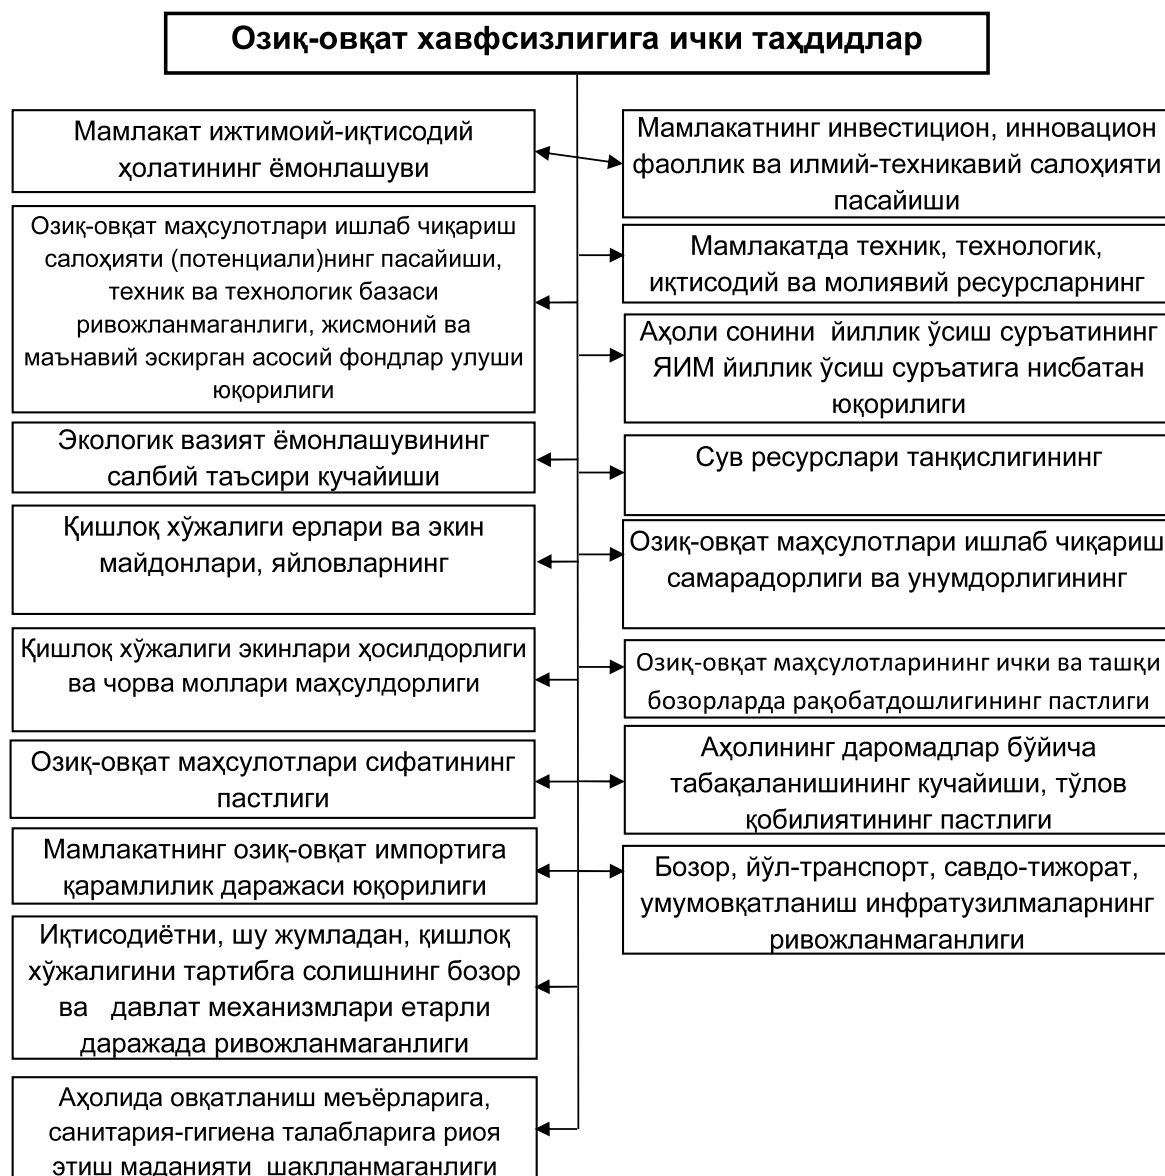 Озиқ-овқат хавфсизлигига ички таҳдидлар
Мамлакат ижтимоий-иқтисодий
ҳолатининг ёмонлашуви
Озиқ-овқат маҳсулотлари ишлаб чиқариш
салоҳияти (потенциали)нинг пасайиши,
техник ва технологик базаси
ривожланмаганлиги, жисмоний ва
маънавий эскирган асосий фондлар улуши
юқорилиги
Экологик вазият ёмонлашувининг
салбий таъсири кучайиши
Қишлоқ хўжалиги ерлари ва экин
майдонлари, яйловларнинг
Қишлоқ хўжалиги экинлари ҳосилдорлиги
ва чорва моллари маҳсулдорлиги
Озиқ-овқат маҳсулотлари сифатининг
пастлиги
Мамлакатнинг озиқ-овқат импортига
қарамлилик даражаси юқорилиги
Иқтисодиётни, шу жумладан, қишлоқ
хўжалигини тартибга солишнинг бозор
ва давлат механизмлари етарли
даражада ривожланмаганлиги
Аҳолида овқатланиш меъёрларига,
санитария-гигиена талабларига риоя
этиш маданияти шаклланмаганлиги
Мамлакатнинг инвестицион, инновацион
фаоллик ва илмий-техникавий салоҳияти
пасайиши
Мамлакатда техник, технологик,
иқтисодий ва молиявий ресурсларнинг
Аҳоли сонини йиллик ўсиш суръатининг
ЯИМ йиллик ўсиш суръатига нисбатан
юқорилиги
Сув ресурслари танқислигининг
Озиқ-овқат маҳсулотлари ишлаб чиқариш
самарадорлиги ва унумдорлигининг
Озиқ-овқат маҳсулотларининг ички ва ташқи
бозорларда рақобатдошлигининг пастлиги
Аҳолининг даромадлар бўйича
табақаланишининг кучайиши, тўлов
қобилиятининг пастлиги
Бозор, йўл-транспорт, савдо-тижорат,
умумовқатланиш инфратузилмаларнинг
ривожланмаганлиги